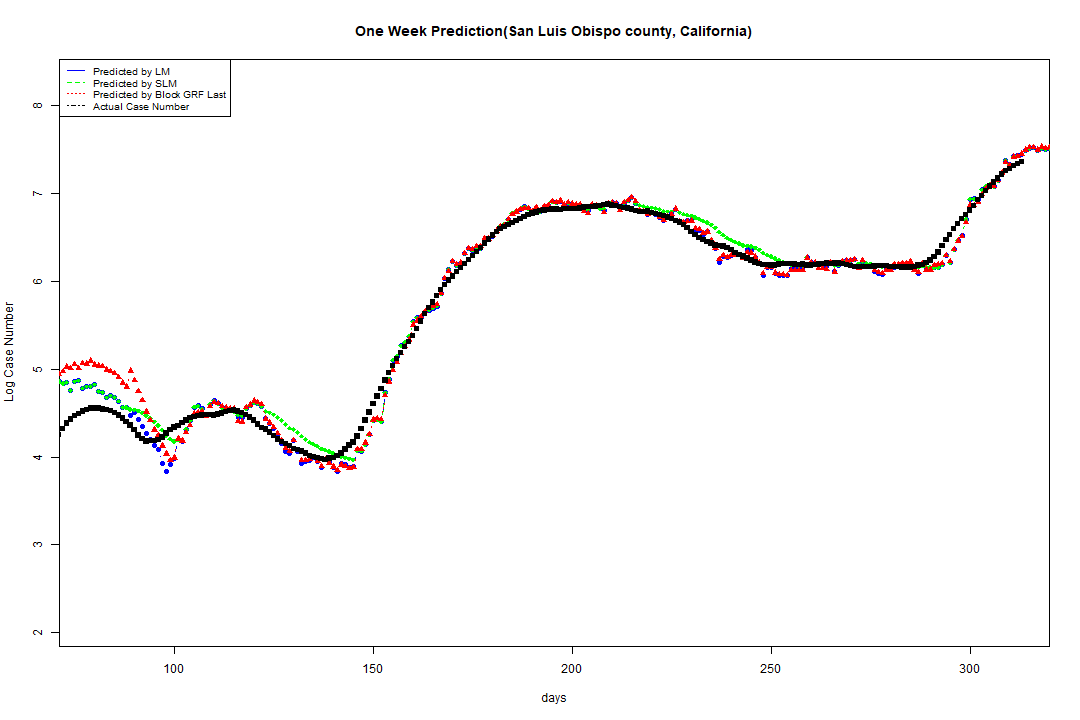 One Week Prediction(San Luis Obispo county, California)
Predicted by LM
Predicted by SLM
Predicted by Block GRF Last
Actual Case Number
8
7
6
5
4
3
2
Log Case Number
100 150 200 250 300
days